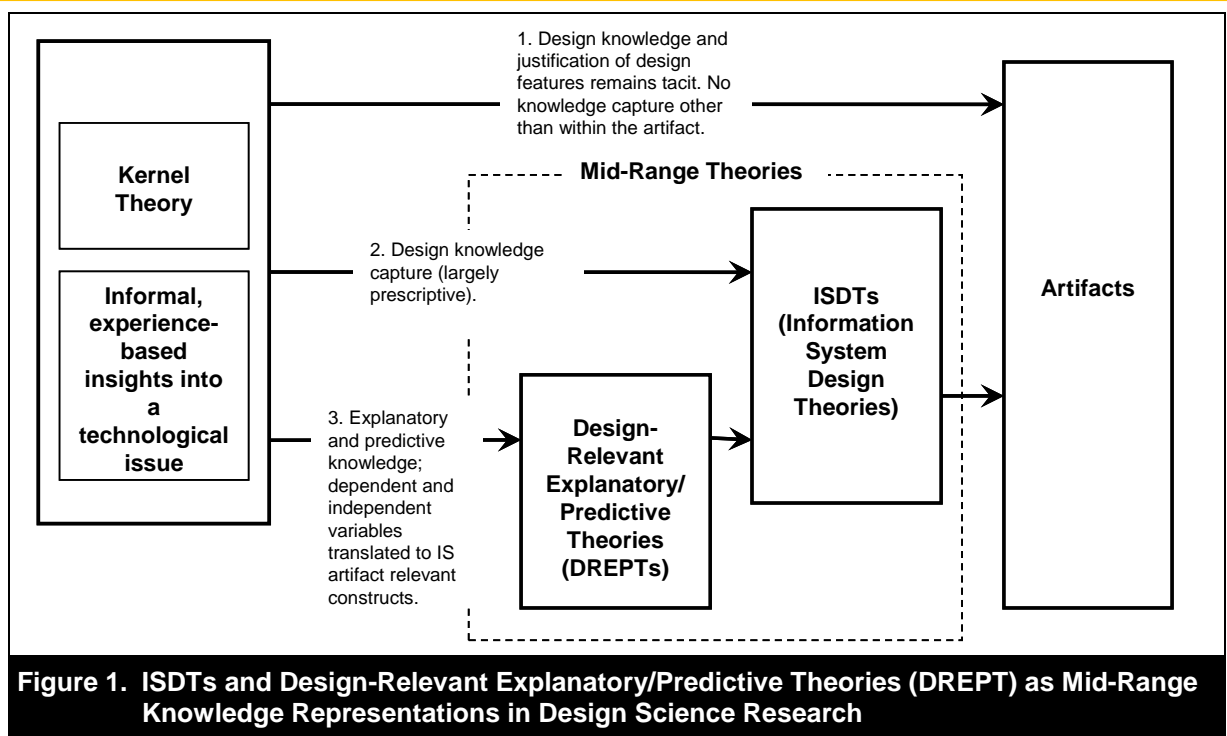 1. Design knowledge and
justification of design
features remains tacit. No
knowledge capture other
than within the artifact.
Kernel
Theory
Mid-Range Theories
2. Design knowledge
capture (largely
prescriptive).
Informal,
experience-
based
insights into
a
technological
issue
ISDTs
(Information
System
Design
Theories)
Artifacts
3. Explanatory
and predictive
knowledge;
dependent and
independent
variables
translated to IS
artifact relevant
constructs.
Design-
Relevant
Explanatory/
Predictive
Theories
(DREPTs)
Figure 1. ISDTs and Design-Relevant Explanatory/Predictive Theories (DREPT) as Mid-Range
Knowledge Representations in Design Science Research